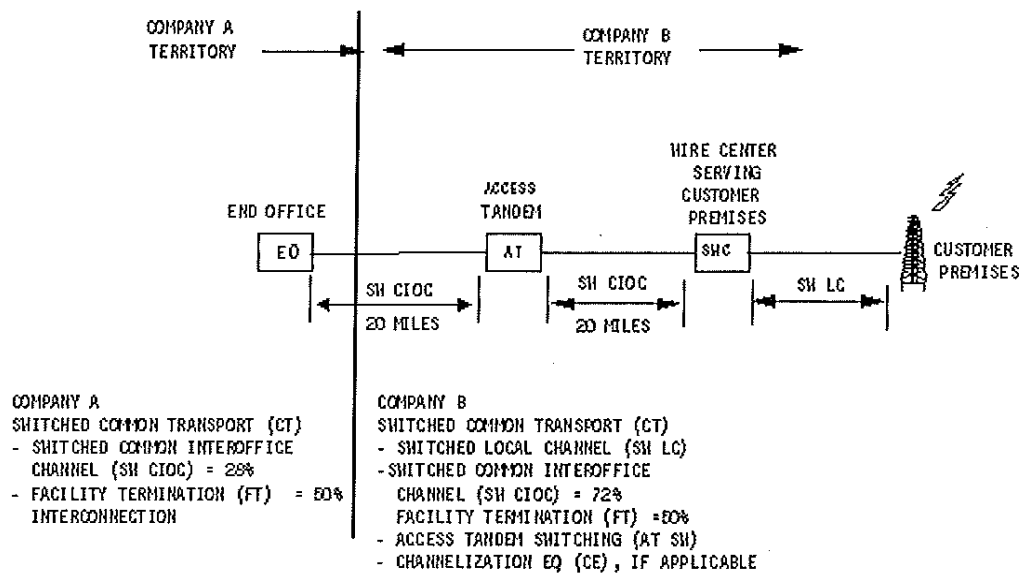 COMPANY A
TERRITORY
COMPANY B
TERRITORY
END OFFICE
EO
ACCESS
TANDEM
AT
WIRE CENTER
SERVING
CUSTOMER
PREMISES
SWC
CUSTOMER
PREMISES
SW CIOC
20 MILES
SW CIOC
20 MILES
SW LC
COMPANY A
SWITCHED COMMON TRANSPORT (CT)
- SWITCHED COMMON INTEROFFICE
CHANNEL (SW CIOC) = 28%
- FACILITY TERMINATION (FT) = 50%
INTERCONNECTION
COMPANY B
SWITCHED COMMON TRANSPORT (CT)
- SWITCHED LOCAL CHANNEL (SW LC)
-SWITCHED COMMON INTEROFFICE
CHANNEL (SW CIOC) = 72%
FACILITY TERMINATION (FT) =50%
- ACCESS TANDEM SWITCHING (AT SW)
- CHANNELIZATION EQ (CE), IF APPLICABLE